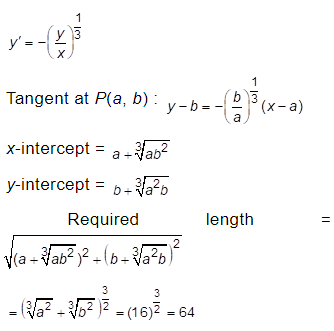 y' = −(y/x)^(1/3)
Tangent at P(a, b) : y − b = −(b/a)^(1/3) (x − a)
x-intercept = a + ∛(ab²)
y-intercept = b + ∛(a²b)
Required length =
√((a + ∛(ab²))² + (b + ∛(a²b))²)
= (∛(a²) + ∛(b²))^(3/2) = (16)^(3/2) = 64